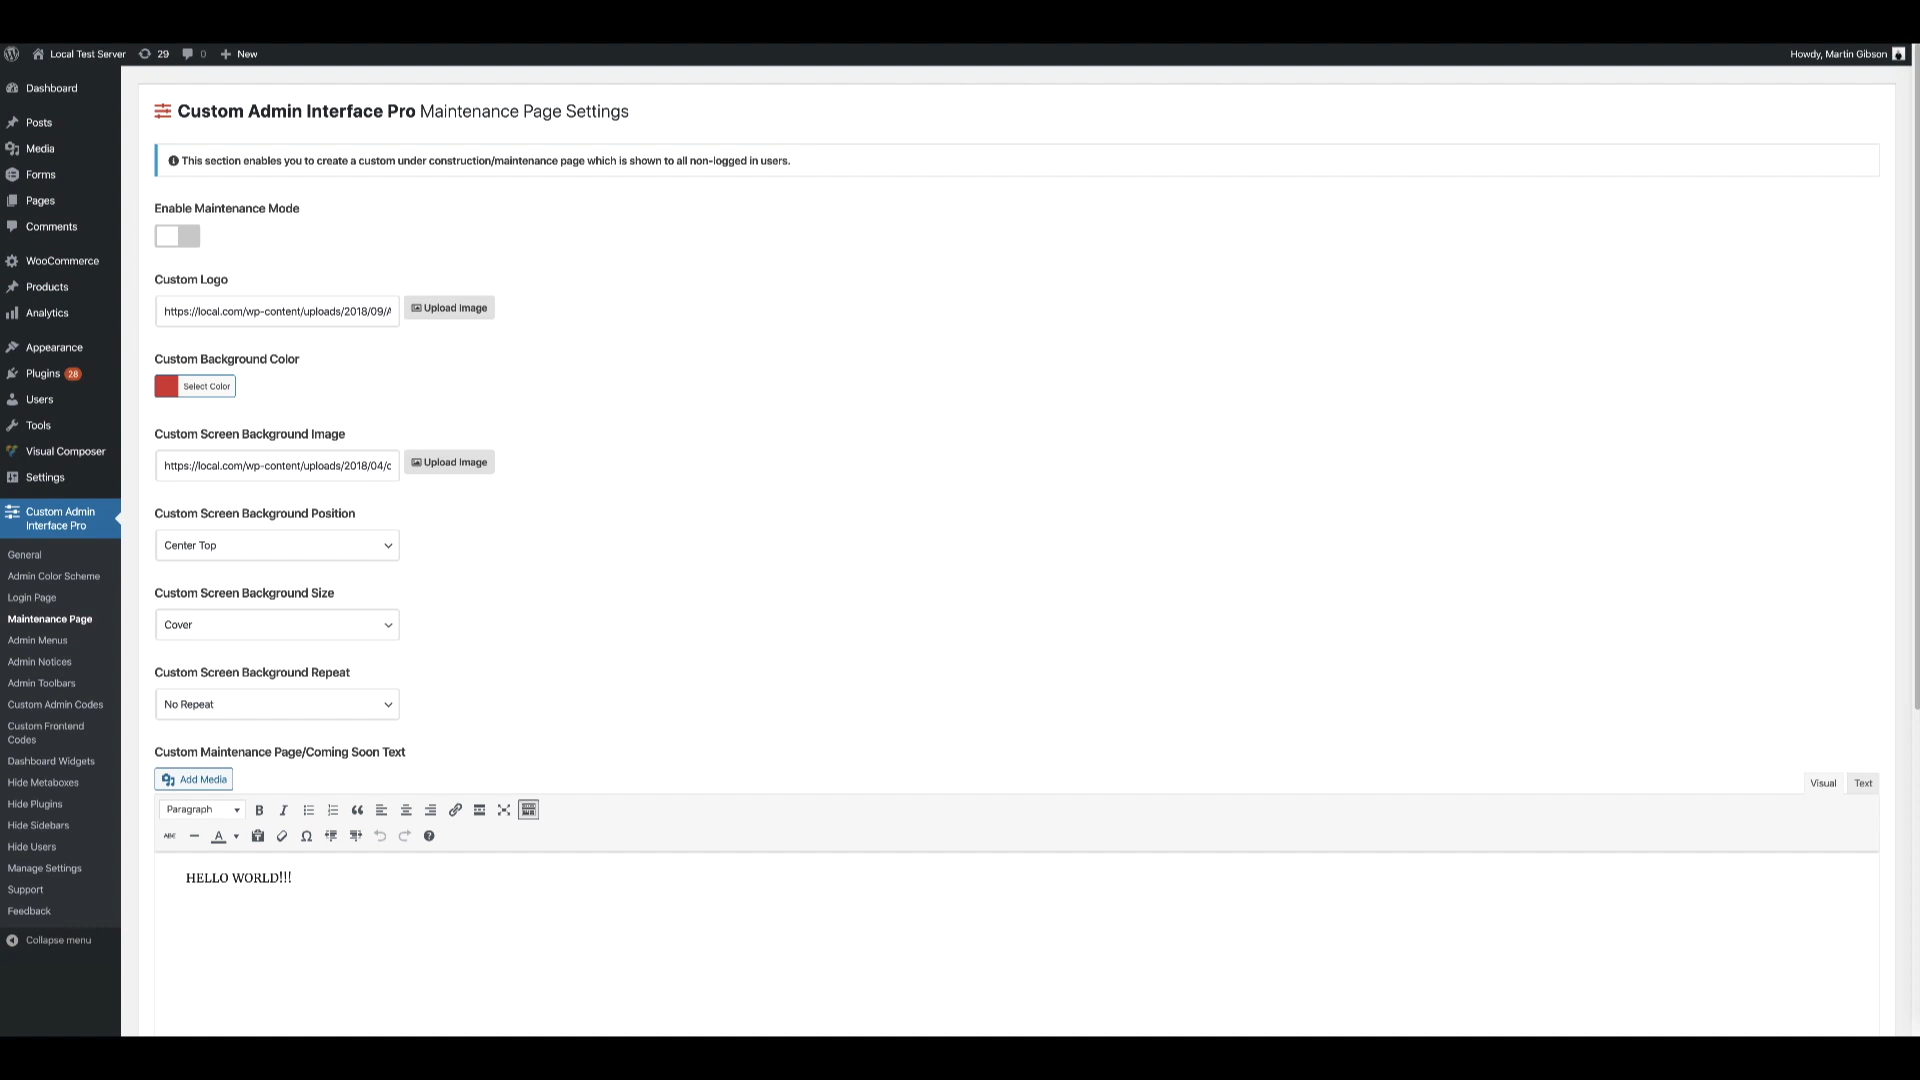 Local Test Server 29 0 New Howdy, Martin Gibson
Dashboard
Posts
Media
Forms
Pages
Comments
WooCommerce
Products
Analytics
Appearance
Plugins 28
Users
Tools
Visual Composer
Settings
Custom Admin
Interface Pro
General
Admin Color Scheme
Login Page
Maintenance Page
Admin Menus
Admin Notices
Admin Toolbars
Custom Admin Codes
Custom Frontend
Codes
Dashboard Widgets
Hide Metaboxes
Hide Plugins
Hide Sidebars
Hide Users
Manage Settings
Support
Feedback
Collapse menu
Custom Admin Interface Pro Maintenance Page Settings
This section enables you to create a custom under construction/maintenance page which is shown to all non-logged in users.
Enable Maintenance Mode
Custom Logo
https://local.com/wp-content/uploads/2018/09/ Upload Image
Custom Background Color
Select Color
Custom Screen Background Image
https://local.com/wp-content/uploads/2018/04/c Upload Image
Custom Screen Background Position
Center Top
Custom Screen Background Size
Cover
Custom Screen Background Repeat
No Repeat
Custom Maintenance Page/Coming Soon Text
Add Media
Visual Text
Paragraph B I
ABC A Ω
HELLO WORLD!!!